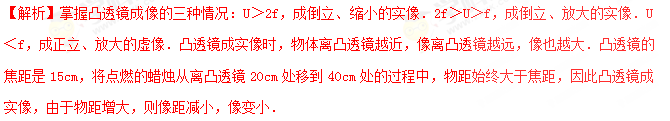 【解析】掌握凸透镜成像的三种情况：U＞2f，成倒立、缩小的实像．2f＞U＞f，成倒立、放大的实像．U
＜f，成正立、放大的虚像．凸透镜成实像时，物体离凸透镜越近，像离凸透镜越远，像也越大．凸透镜的
焦距是 15cm，将点燃的蜡烛从离凸透镜 20cm 处移到 40cm 处的过程中，物距始终大于焦距，因此凸透镜成
实像，由于物距增大，则像距减小，像变小．